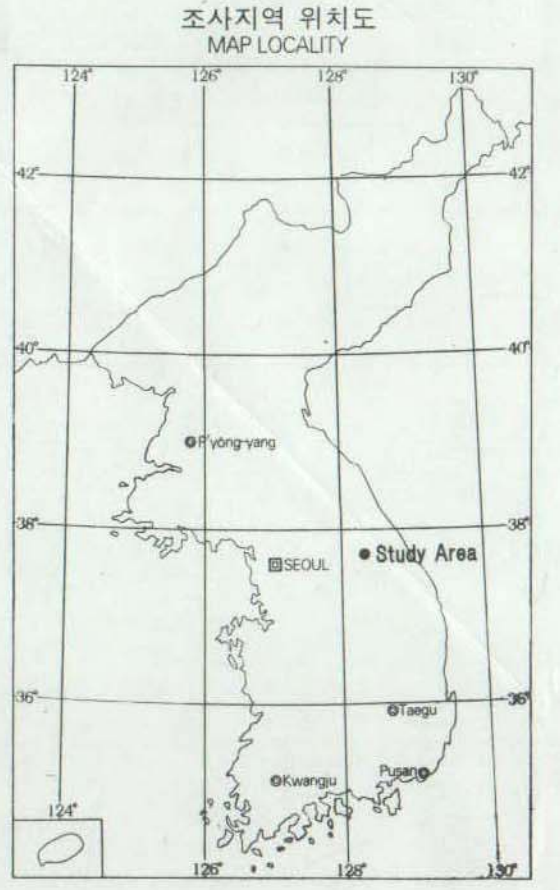 조사지역 위치도
MAP LOCALITY
124° 126° 128° 130°
42° 42°
40° 40°
P'yŏng-yang
38° 38°
Study Area
SEOUL
36° 36°
Taegu
Pusan
Kwangju
124°
126° 128° 130°